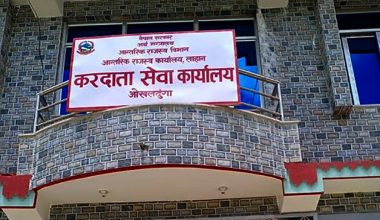 नेपाल सरकार
अर्थ मन्त्रालय
आन्तरिक राजस्व विभाग
आन्तरिक राजस्व कार्यालय, लाहान
करदाता सेवा कार्यालय
ओखलढुंगा